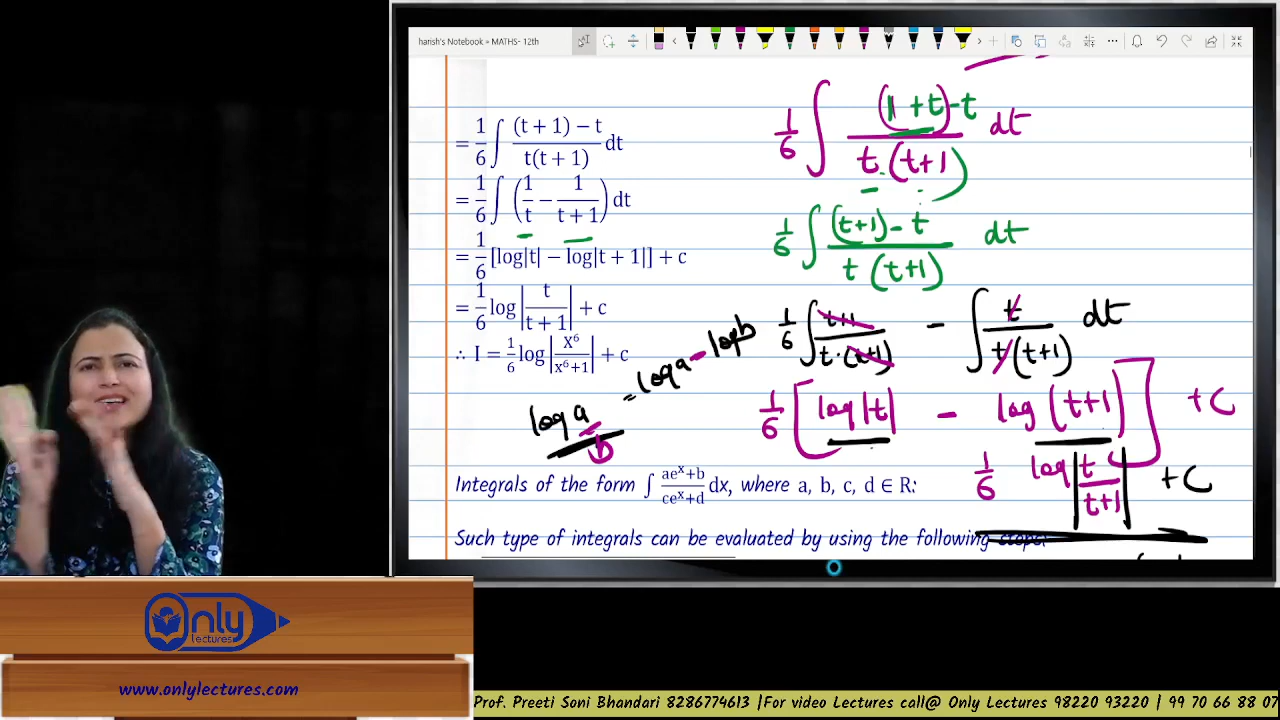 harish's Notebook » MATHS- 12th
= 1/6 ∫ (t + 1) − t / t(t + 1) dt
= 1/6 ∫ (1/t − 1/(t + 1)) dt
= 1/6 [log|t| − log|t + 1|] + c
= 1/6 log |t/(t + 1)| + c
∴ I = 1/6 log |x⁶/(x⁶+1)| + c
1/6 ∫ (1 + t) - t / t.(t+1) dt
1/6 ∫ (t+1) - t / t (t+1) dt
1/6 ∫ t+1 / t.(t+1) - ∫ t / t (t+1) dt
log a/b = log a - log b
1/6 [log |t| - log (t+1)] + C
1/6 log |t/t+1| + C
Integrals of the form ∫ (aeˣ+b)/(ceˣ+d) dx, where a, b, c, d ∈ R:
Such type of integrals can be evaluated by using the following steps:
Only
lectures
www.onlylectures.com
Prof. Preeti Soni Bhandari 8286774613 |For video Lectures call@ Only Lectures 98220 93220 | 99 70 66 88 07